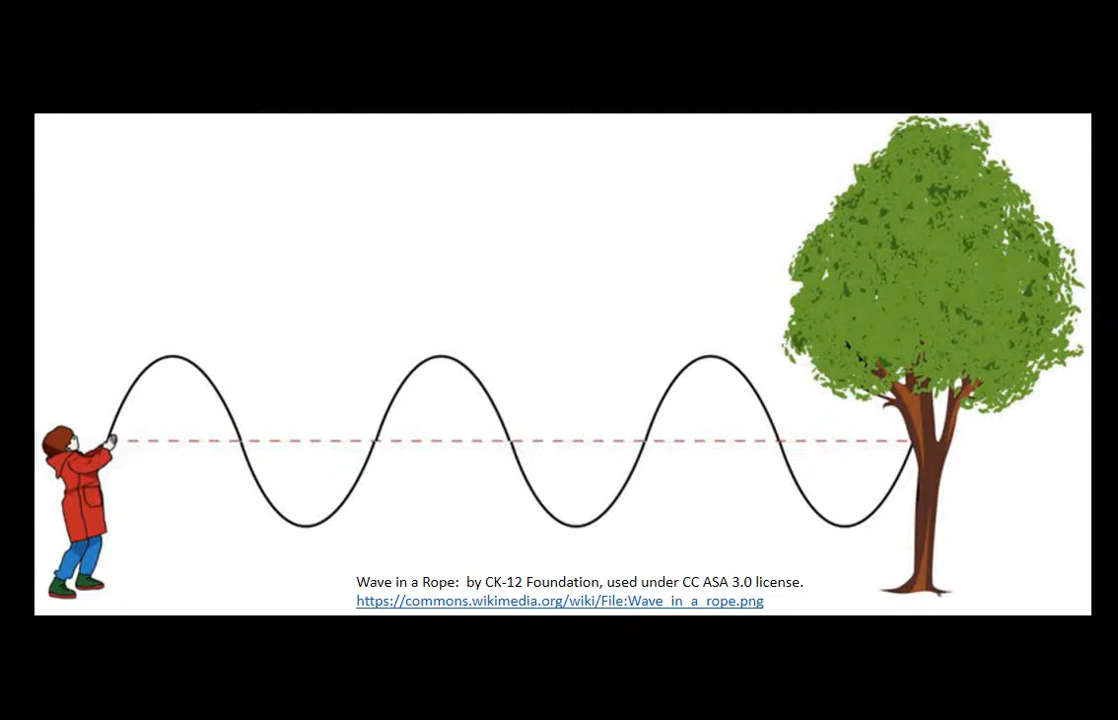 Wave in a Rope:  by CK-12 Foundation, used under CC ASA 3.0 license.
https://commons.wikimedia.org/wiki/File:Wave_in_a_rope.png